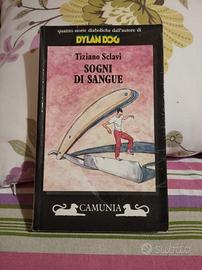 quattro storie diaboliche dall'autore di
DYLAN DOG
Tiziano Sclavi
SOGNI
DI SANGUE
CAMUNIA
subito